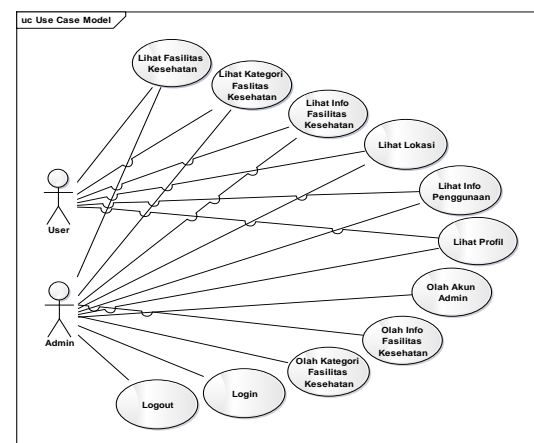 uc Use Case Model
Lihat Fasilitas
Kesehatan
Lihat Kategori
Faslitas
Kesehatan
Lihat Info
Fasilitas
Kesehatan
Lihat Lokasi
Lihat Info
Penggunaan
User
Lihat Profil
Olah Akun
Admin
Admin
Olah Info
Fasilitas
Kesehatan
Olah Kategori
Fasilitas
Kesehatan
Login
Logout